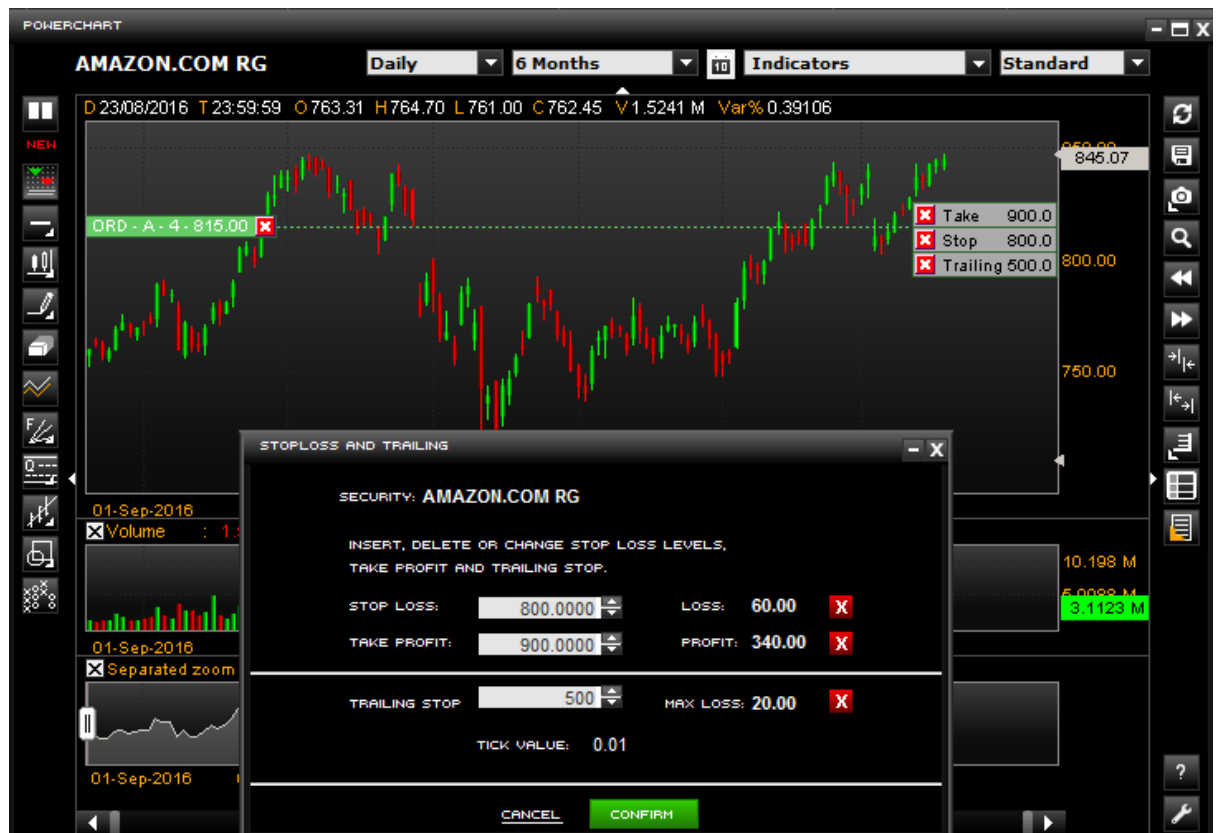 POWERCHART
AMAZON.COM RG Daily 6 Months 10 Indicators Standard
D 23/08/2016 T 23:59:59 O 763.31 H 764.70 L 761.00 C 762.45 V 1.5241 M Var% 0.39106
NEW
845.07
ORD - A - 4 - 815.00
Take 900.0
Stop 800.0
Trailing 500.0
800.00
750.00
F
Q
01-Sep-2016
Volume : 1.
10.198 M
5.0088 M
3.1123 M
01-Sep-2016
Separated zoom
01-Sep-2016
STOPLOSS AND TRAILING
SECURITY: AMAZON.COM RG
INSERT, DELETE OR CHANGE STOP LOSS LEVELS,
TAKE PROFIT AND TRAILING STOP.
STOP LOSS: 800.0000 LOSS: 60.00 X
TAKE PROFIT: 900.0000 PROFIT: 340.00 X
TRAILING STOP 500 MAX LOSS: 20.00 X
TICK VALUE: 0.01
CANCEL CONFIRM
?